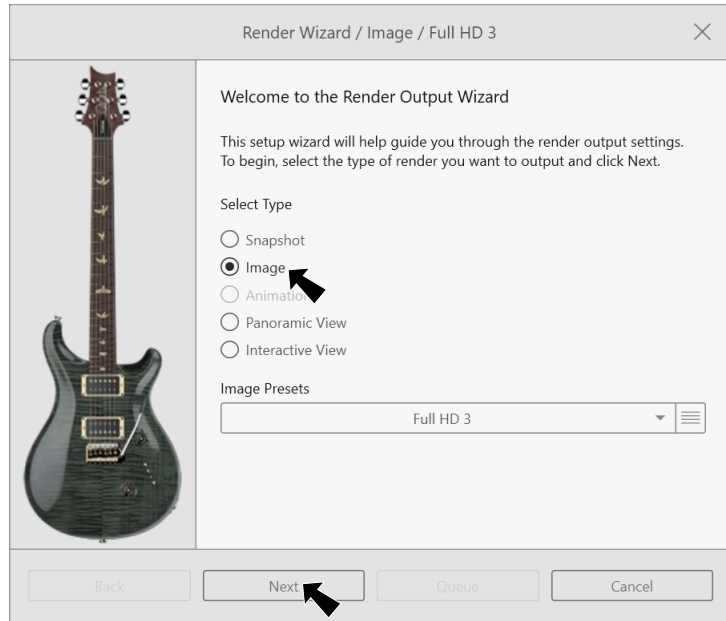 Render Wizard / Image / Full HD 3
Welcome to the Render Output Wizard
This setup wizard will help guide you through the render output settings.
To begin, select the type of render you want to output and click Next.
Select Type
Snapshot
Image
Animation
Panoramic View
Interactive View
Image Presets
Full HD 3
Back
Next
Queue
Cancel